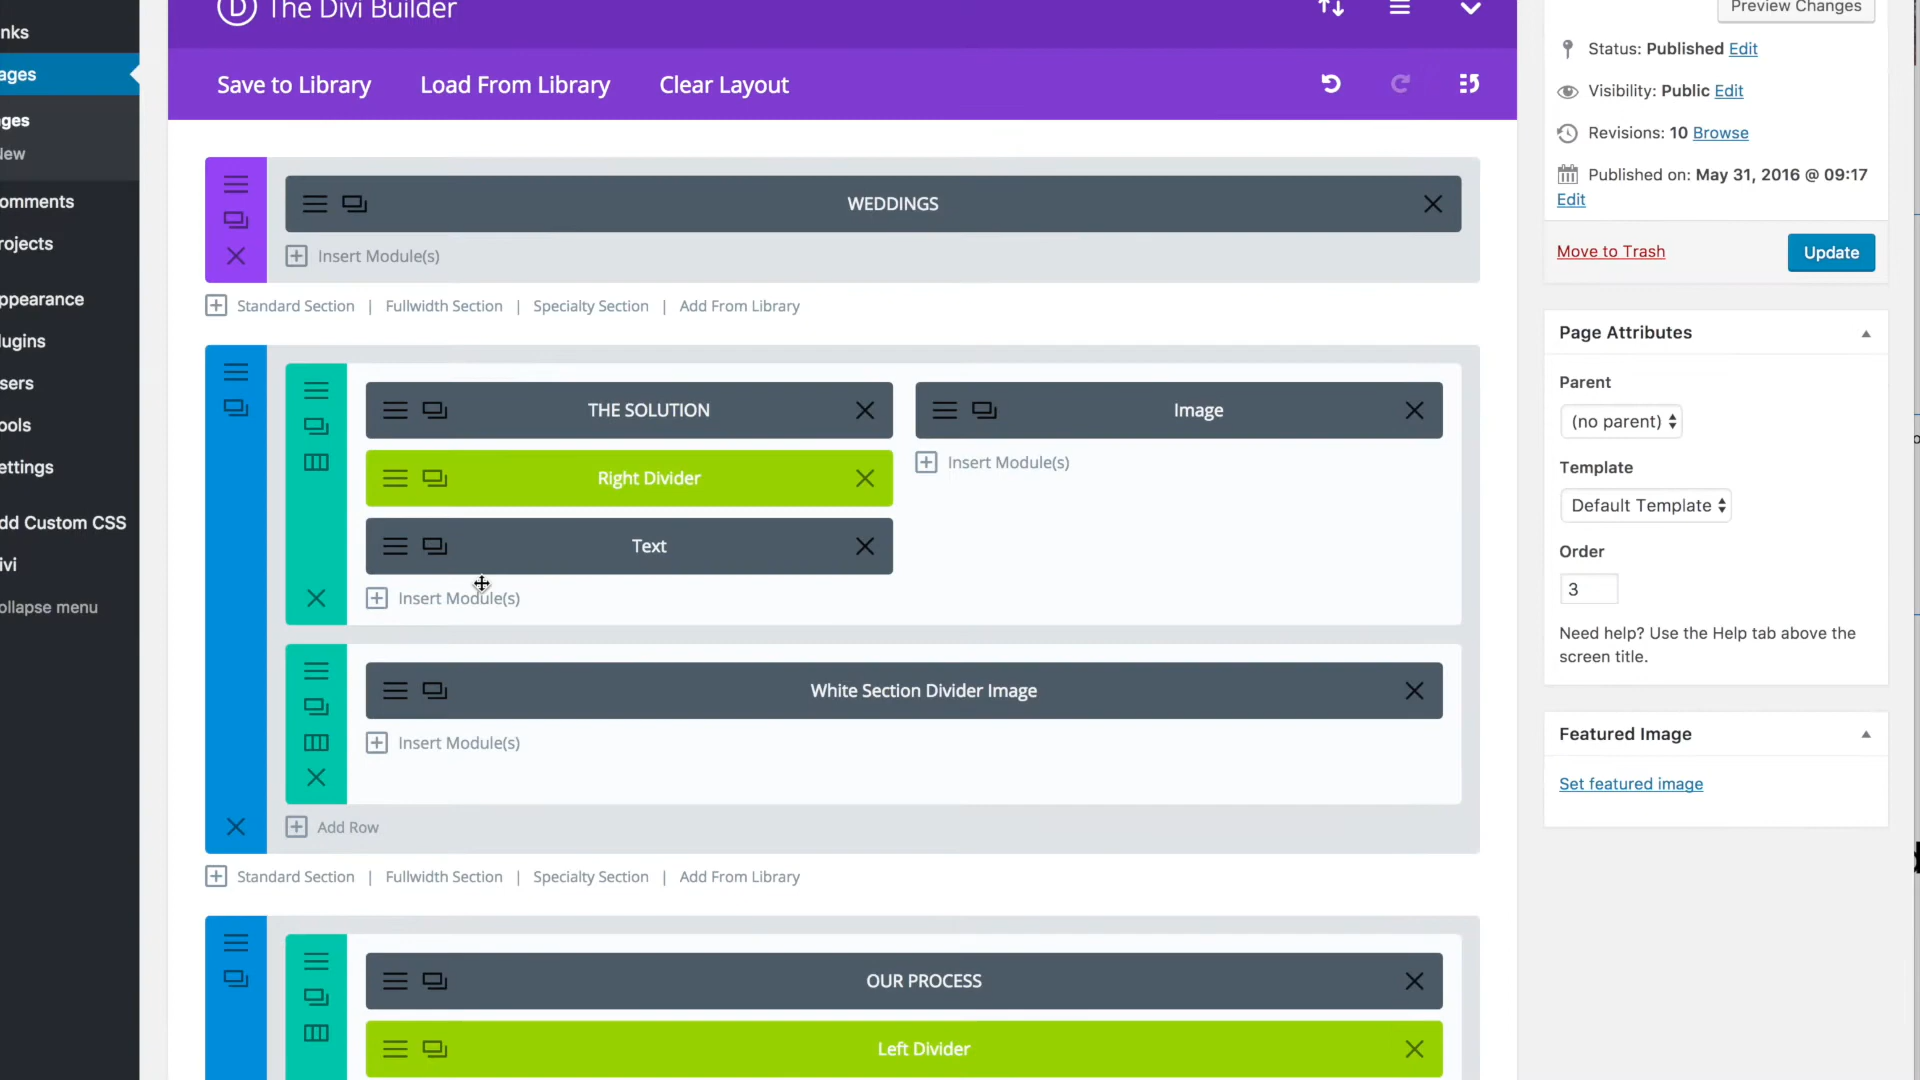 The Divi Builder
Save to Library
Load From Library
Clear Layout
WEDDINGS
Insert Module(s)
Standard Section | Fullwidth Section | Specialty Section | Add From Library
THE SOLUTION
Right Divider
Text
Insert Module(s)
Image
Insert Module(s)
White Section Divider Image
Insert Module(s)
Add Row
Standard Section | Fullwidth Section | Specialty Section | Add From Library
OUR PROCESS
Left Divider
nks
ages
ges
New
omments
rojects
ppearance
lugins
sers
ools
ettings
dd Custom CSS
ivi
ollapse menu
Preview Changes
Status: Published Edit
Visibility: Public Edit
Revisions: 10 Browse
Published on: May 31, 2016 @ 09:17
Edit
Move to Trash
Update
Page Attributes
Parent
(no parent)
Template
Default Template
Order
3
Need help? Use the Help tab above the
screen title.
Featured Image
Set featured image